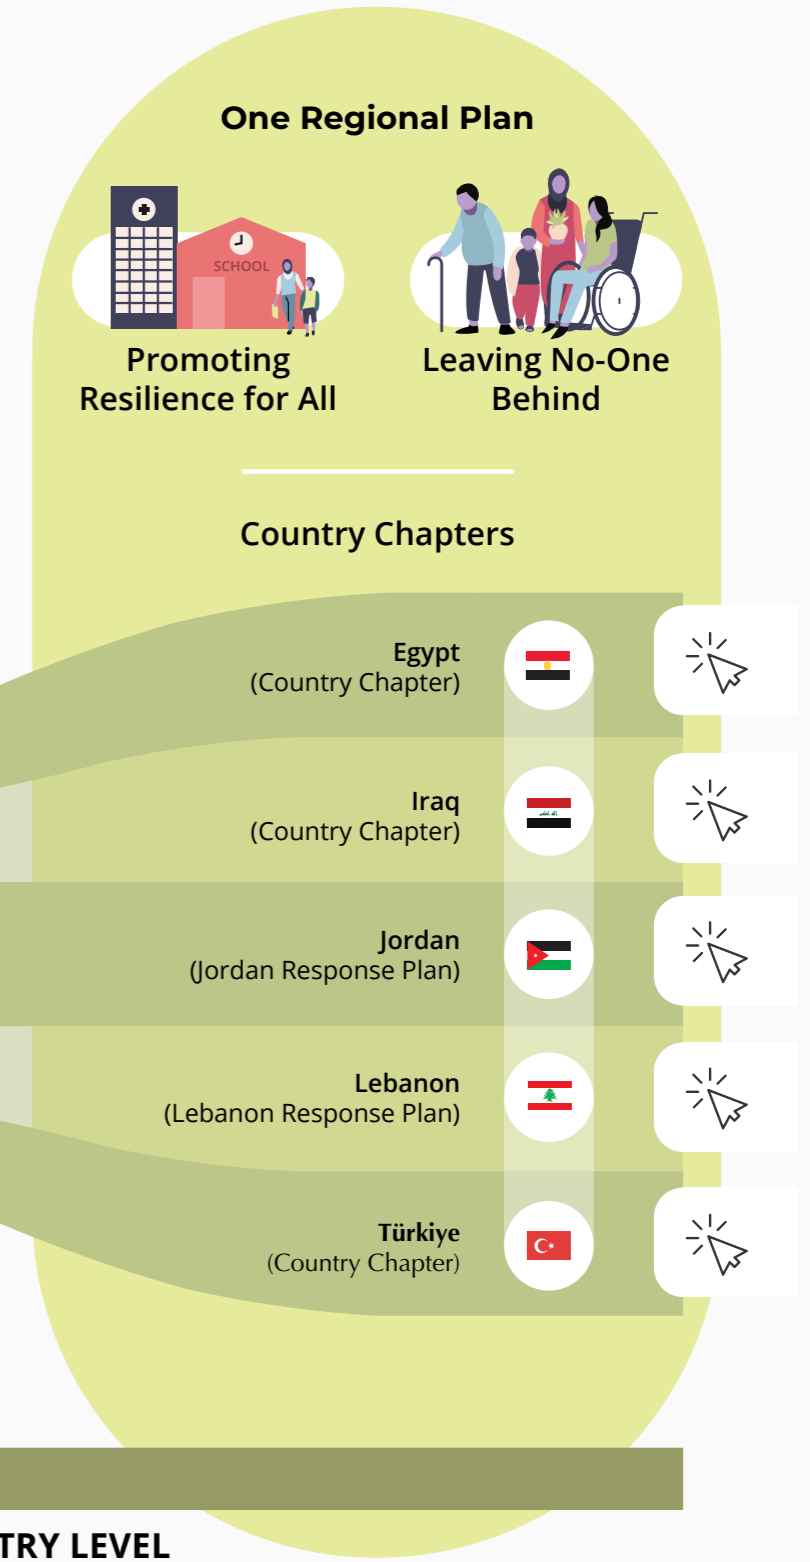 One Regional Plan
SCHOOL
Promoting
Resilience for All
Leaving No-One
Behind
Country Chapters
Egypt
(Country Chapter)
Iraq
(Country Chapter)
Jordan
(Jordan Response Plan)
Lebanon
(Lebanon Response Plan)
Türkiye
(Country Chapter)
TRY LEVEL